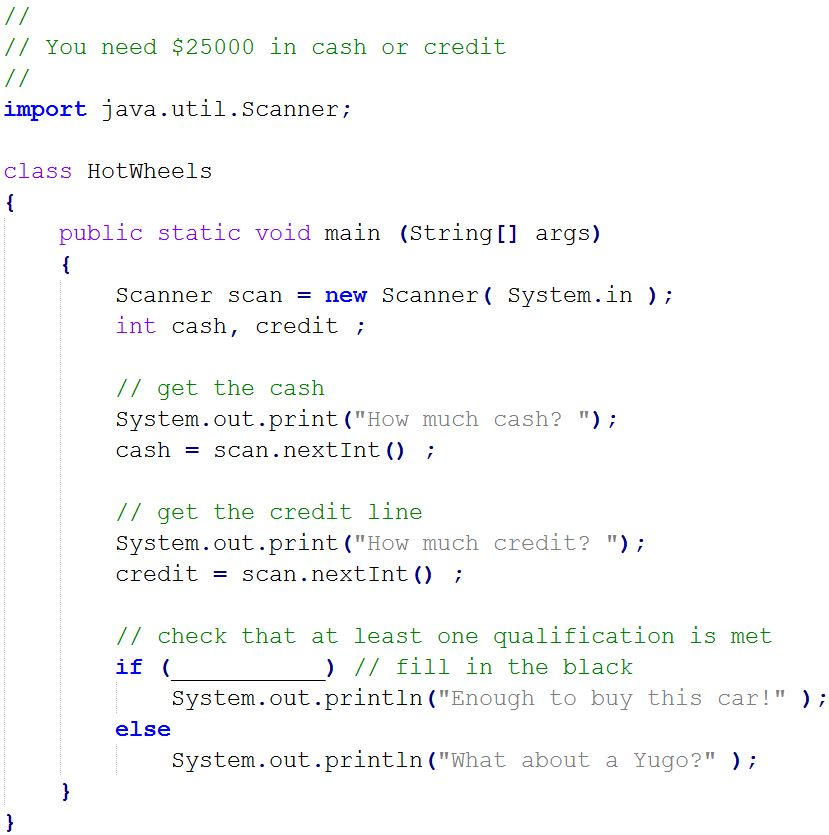 //
// You need $25000 in cash or credit
//
import java.util.Scanner;
class HotWheels
{
public static void main (String[] args)
{
Scanner scan = new Scanner( System.in );
int cash, credit ;
// get the cash
System.out.print("How much cash? ");
cash = scan.nextInt() ;
// get the credit line
System.out.print("How much credit? ");
credit = scan.nextInt() ;
// check that at least one qualification is met
if (___________) // fill in the black
System.out.println("Enough to buy this car!" );
else
System.out.println("What about a Yugo?" );
}
}